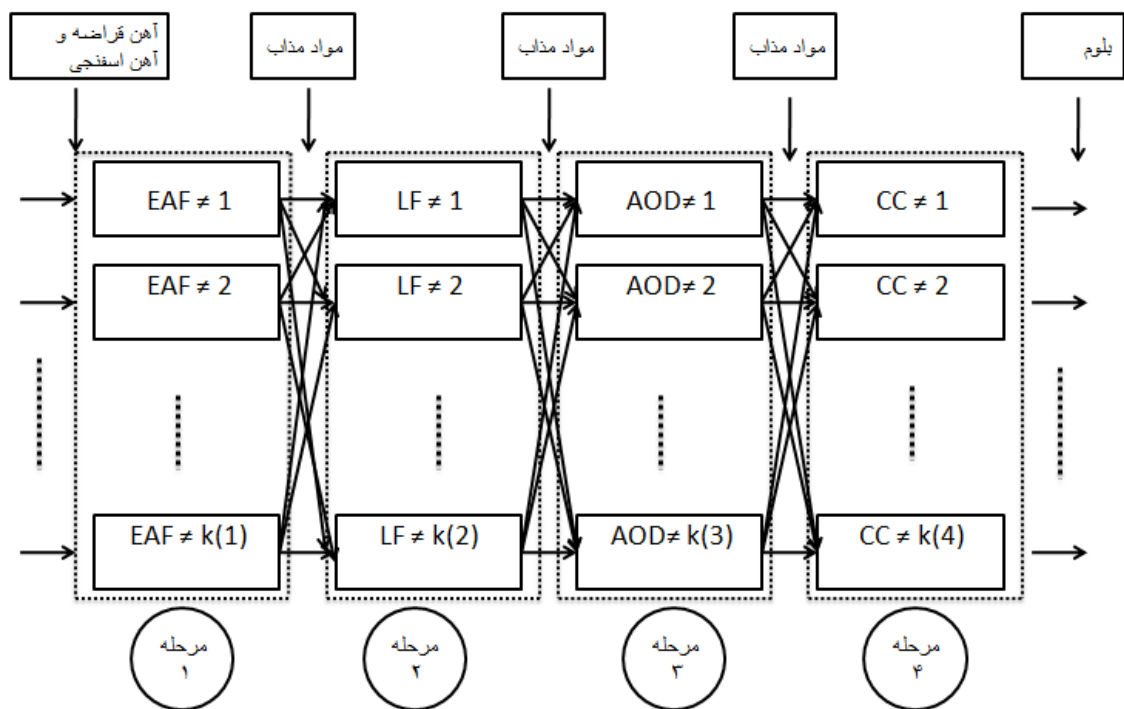 آهن قراضه و
آهن اسفنجی
مواد مذاب
مواد مذاب
مواد مذاب
بلوم
EAF ≠ 1
LF ≠ 1
AOD≠ 1
CC ≠ 1
EAF ≠ 2
LF ≠ 2
AOD≠ 2
CC ≠ 2
EAF ≠ k(1)
LF ≠ k(2)
AOD≠ k(3)
CC ≠ k(4)
مرحله
۱
مرحله
۲
مرحله
۳
مرحله
۴